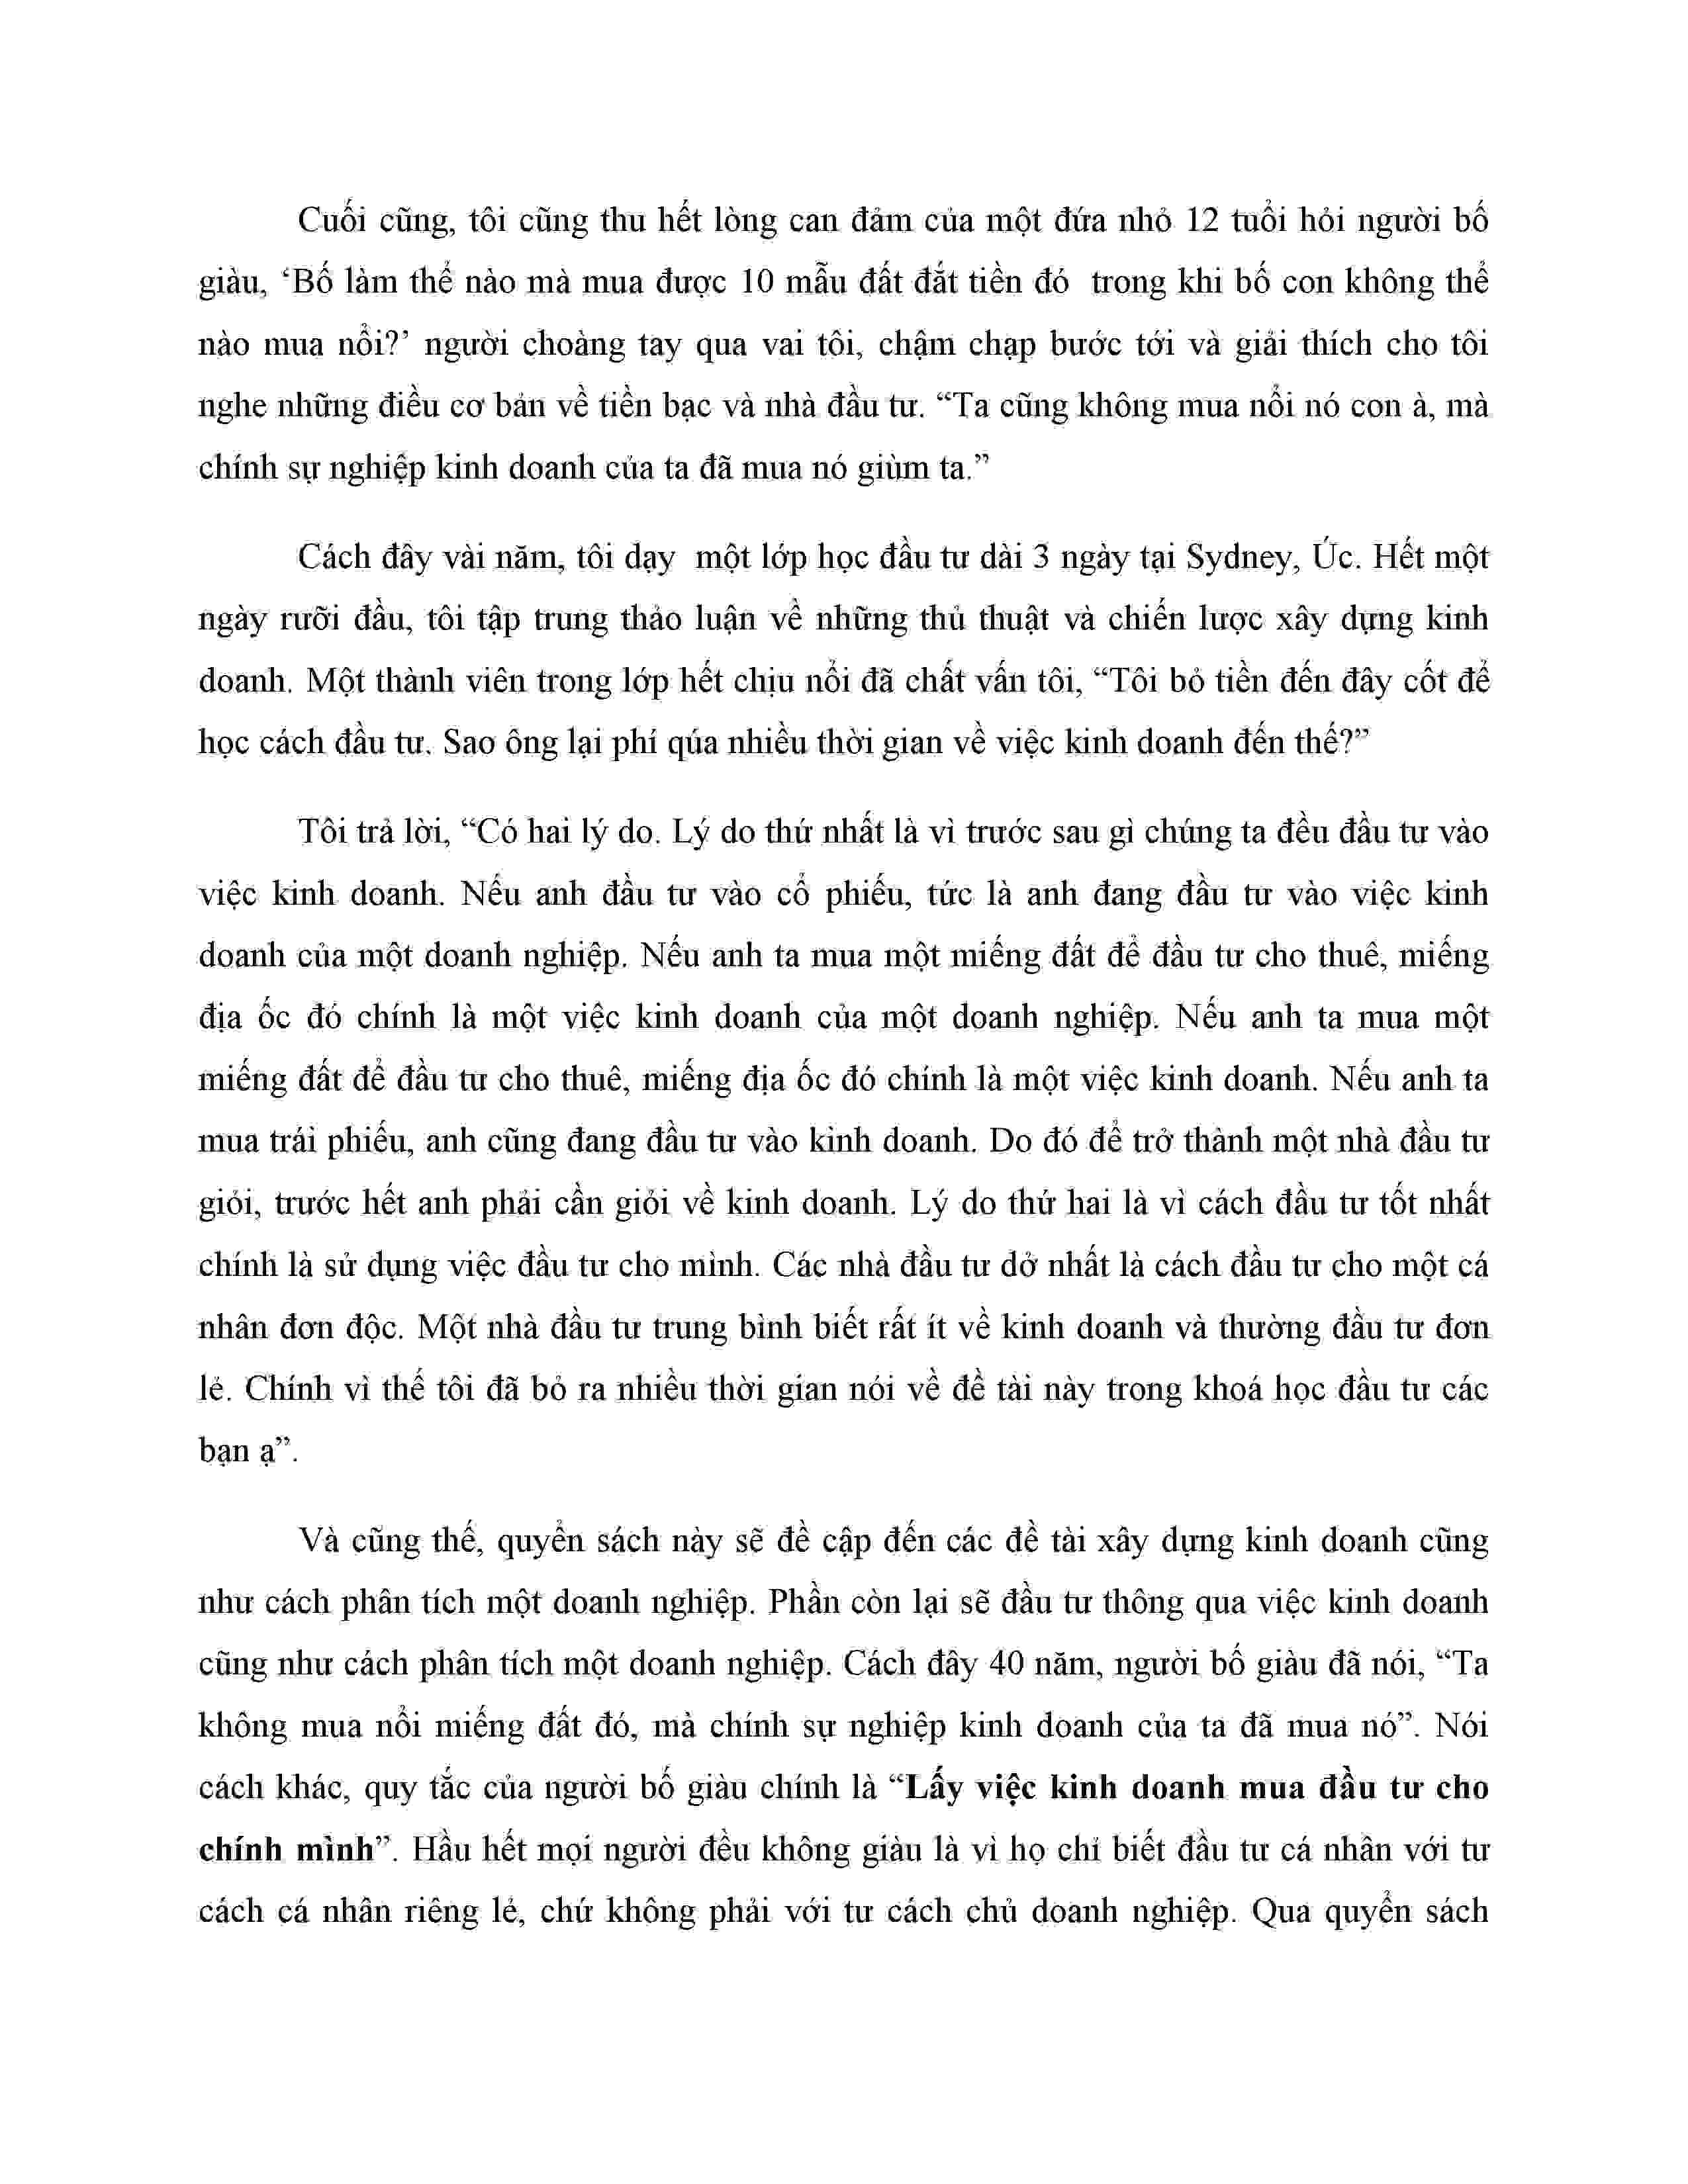 Cuối cũng, tôi cũng thu hết lòng can đảm của một đứa nhỏ 12 tuổi hỏi người bố
giàu, ‘Bố làm thể nào mà mua được 10 mẫu đất đắt tiền đó  trong khi bố con không thể
nào mua nổi?’ người choàng tay qua vai tôi, chậm chạp bước tới và giải thích cho tôi
nghe những điều cơ bản về tiền bạc và nhà đầu tư. “Ta cũng không mua nổi nó con à, mà
chính sự nghiệp kinh doanh của ta đã mua nó giùm ta.”
Cách đây vài năm, tôi dạy  một lớp học đầu tư dài 3 ngày tại Sydney, Úc. Hết một
ngày rưỡi đầu, tôi tập trung thảo luận về những thủ thuật và chiến lược xây dựng kinh
doanh. Một thành viên trong lớp hết chịu nổi đã chất vấn tôi, “Tôi bỏ tiền đến đây cốt để
học cách đầu tư. Sao ông lại phí qúa nhiều thời gian về việc kinh doanh đến thế?”
Tôi trả lời, “Có hai lý do. Lý do thứ nhất là vì trước sau gì chúng ta đều đầu tư vào
việc kinh doanh. Nếu anh đầu tư vào cổ phiếu, tức là anh đang đầu tư vào việc kinh
doanh của một doanh nghiệp. Nếu anh ta mua một miếng đất để đầu tư cho thuê, miếng
địa ốc đó chính là một việc kinh doanh của một doanh nghiệp. Nếu anh ta mua một
miếng đất để đầu tư cho thuê, miếng địa ốc đó chính là một việc kinh doanh. Nếu anh ta
mua trái phiếu, anh cũng đang đầu tư vào kinh doanh. Do đó để trở thành một nhà đầu tư
giỏi, trước hết anh phải cần giỏi về kinh doanh. Lý do thứ hai là vì cách đầu tư tốt nhất
chính là sử dụng việc đầu tư cho mình. Các nhà đầu tư dở nhất là cách đầu tư cho một cá
nhân đơn độc. Một nhà đầu tư trung bình biết rất ít về kinh doanh và thường đầu tư đơn
lẻ. Chính vì thế tôi đã bỏ ra nhiều thời gian nói về đề tài này trong khoá học đầu tư các
bạn ạ”.
Và cũng thế, quyển sách này sẽ đề cập đến các đề tài xây dựng kinh doanh cũng
như cách phân tích một doanh nghiệp. Phần còn lại sẽ đầu tư thông qua việc kinh doanh
cũng như cách phân tích một doanh nghiệp. Cách đây 40 năm, người bố giàu đã nói, “Ta
không mua nổi miếng đất đó, mà chính sự nghiệp kinh doanh của ta đã mua nó”. Nói
cách khác, quy tắc của người bố giàu chính là “Lấy việc kinh doanh mua đầu tư cho
chính mình”. Hầu hết mọi người đều không giàu là vì họ chỉ biết đầu tư cá nhân với tư
cách cá nhân riêng lẻ, chứ không phải với tư cách chủ doanh nghiệp. Qua quyển sách